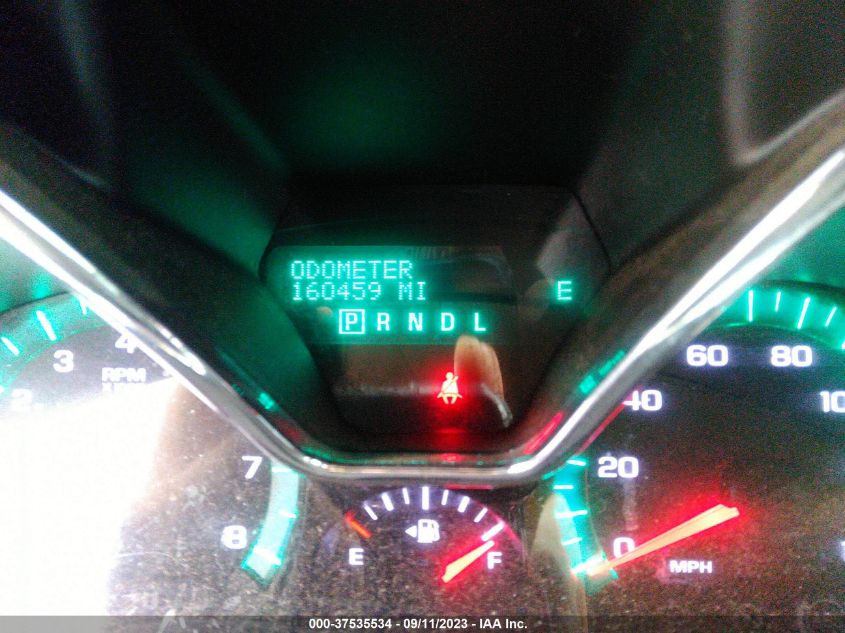 ODOMETER
160459 MI
E
P R N D L
60 80
4
3
RPM
2
40
7
20
8
E F
0
MPH
000-37535534 - 09/11/2023 - IAA Inc.